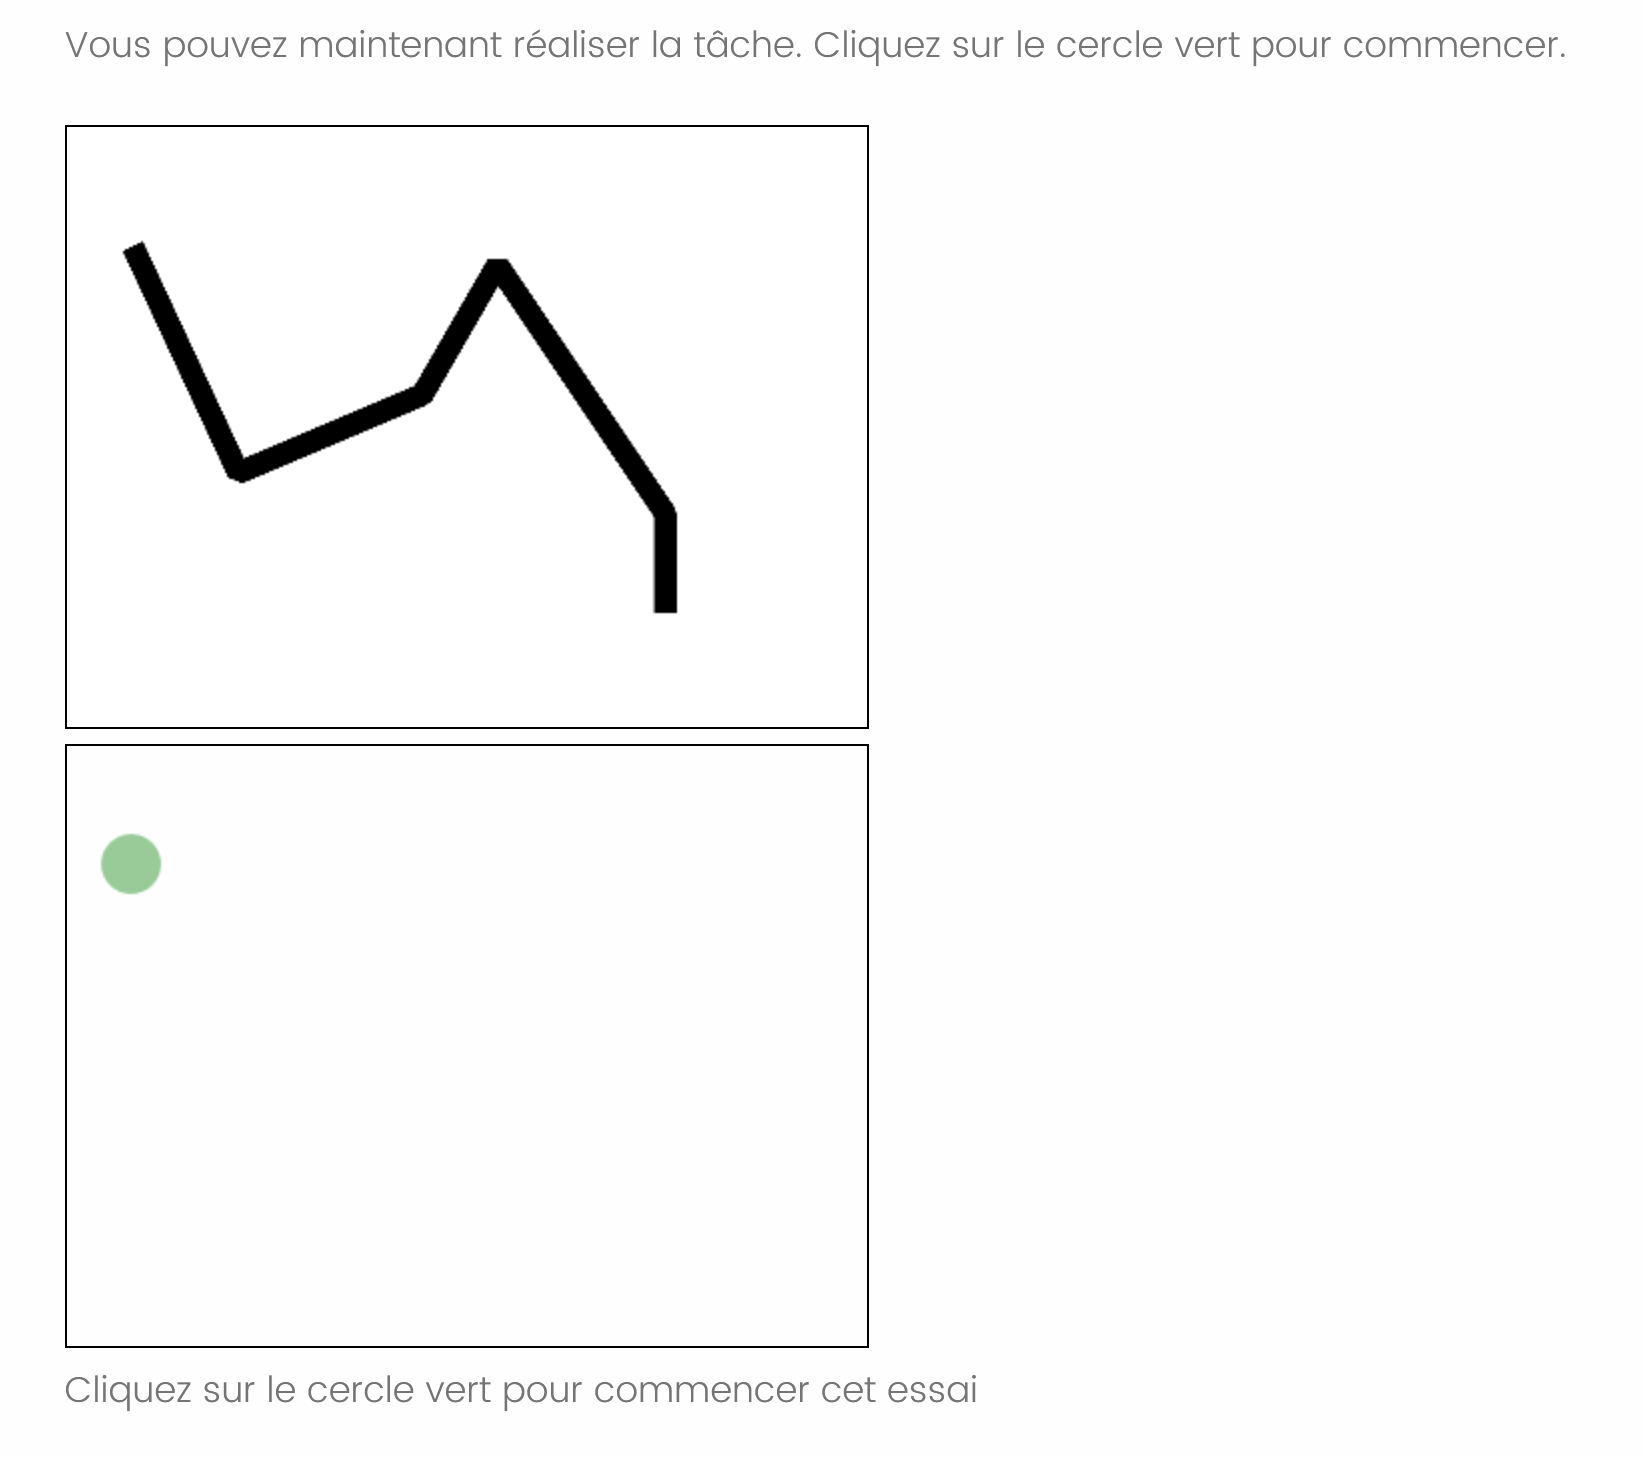 Vous pouvez maintenant réaliser la tâche. Cliquez sur le cercle vert pour commencer.
Cliquez sur le cercle vert pour commencer cet essai